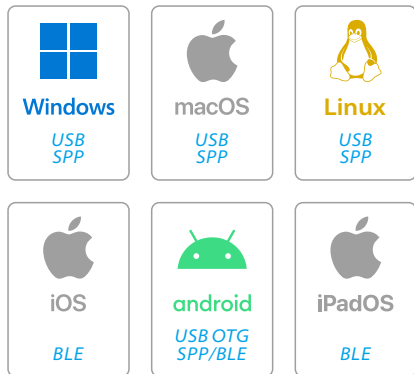 Windows
USB
SPP
macOS
USB
SPP
Linux
USB
SPP
iOS
BLE
android
USB OTG
SPP/BLE
iPadOS
BLE